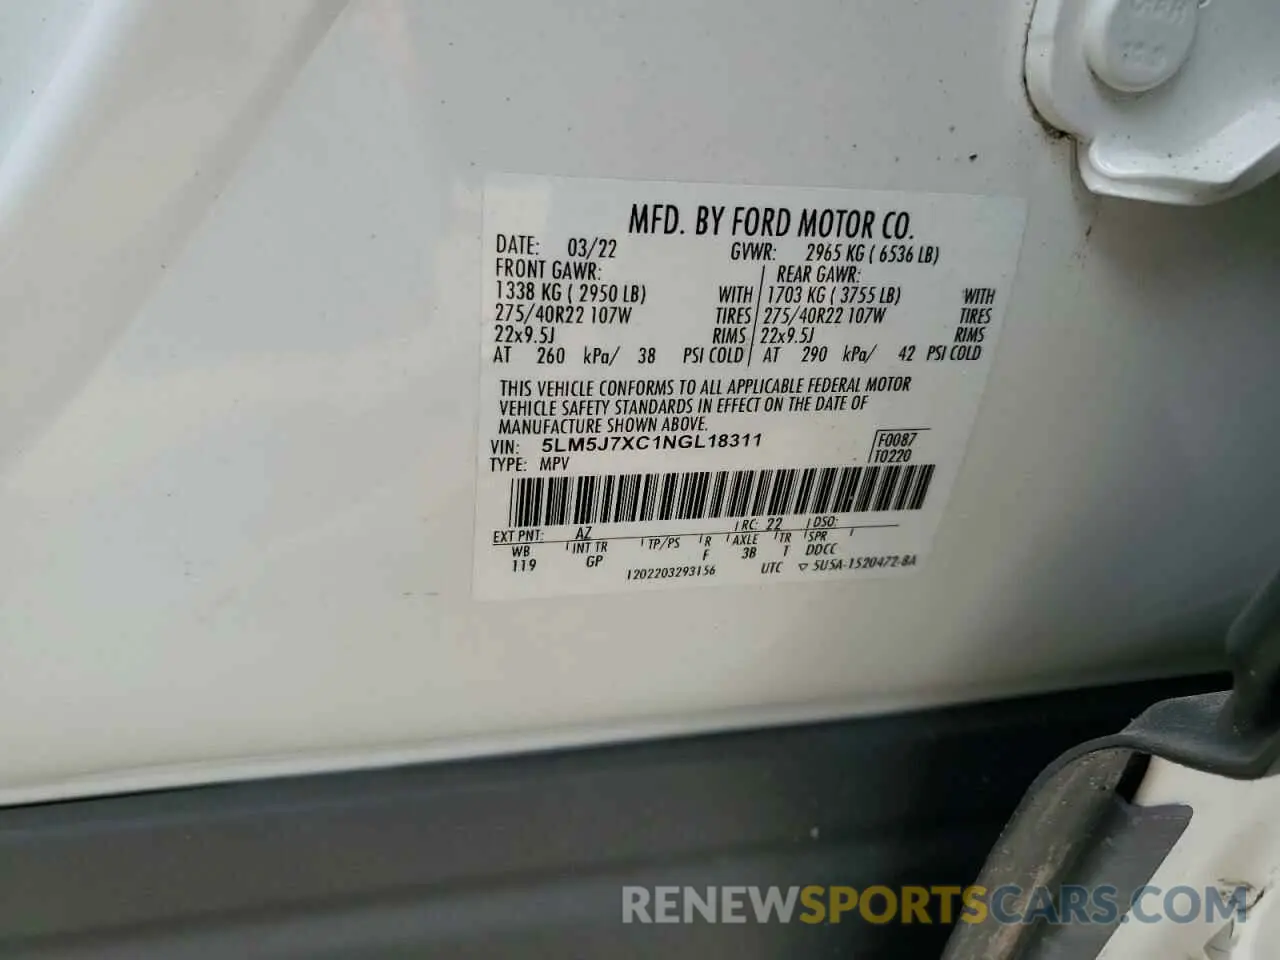 MFD. BY FORD MOTOR CO.
DATE: 03/22 GVWR: 2965 KG ( 6536 LB)
FRONT GAWR: REAR GAWR:
1338 KG ( 2950 LB) WITH 1703 KG ( 3755 LB) WITH
275/40R22 107W TIRES 275/40R22 107W TIRES
22x9.5J RIMS 22x9.5J RIMS
AT 260 kPa/ 38 PSI COLD AT 290 kPa/ 42 PSI COLD
THIS VEHICLE CONFORMS TO ALL APPLICABLE FEDERAL MOTOR
VEHICLE SAFETY STANDARDS IN EFFECT ON THE DATE OF
MANUFACTURE SHOWN ABOVE.
VIN: 5LM5J7XC1NGL18311 F0087
TYPE: MPV T0220
EXT PNT: AZ RC: 22 DSO:
WB INT TR TP/PS R AXLE TR SPR
119 GP F 3B T DDCC
1202203293156 UTC ▽ 5U5A-1520472-BA
RENEWSPORTSCARS.COM